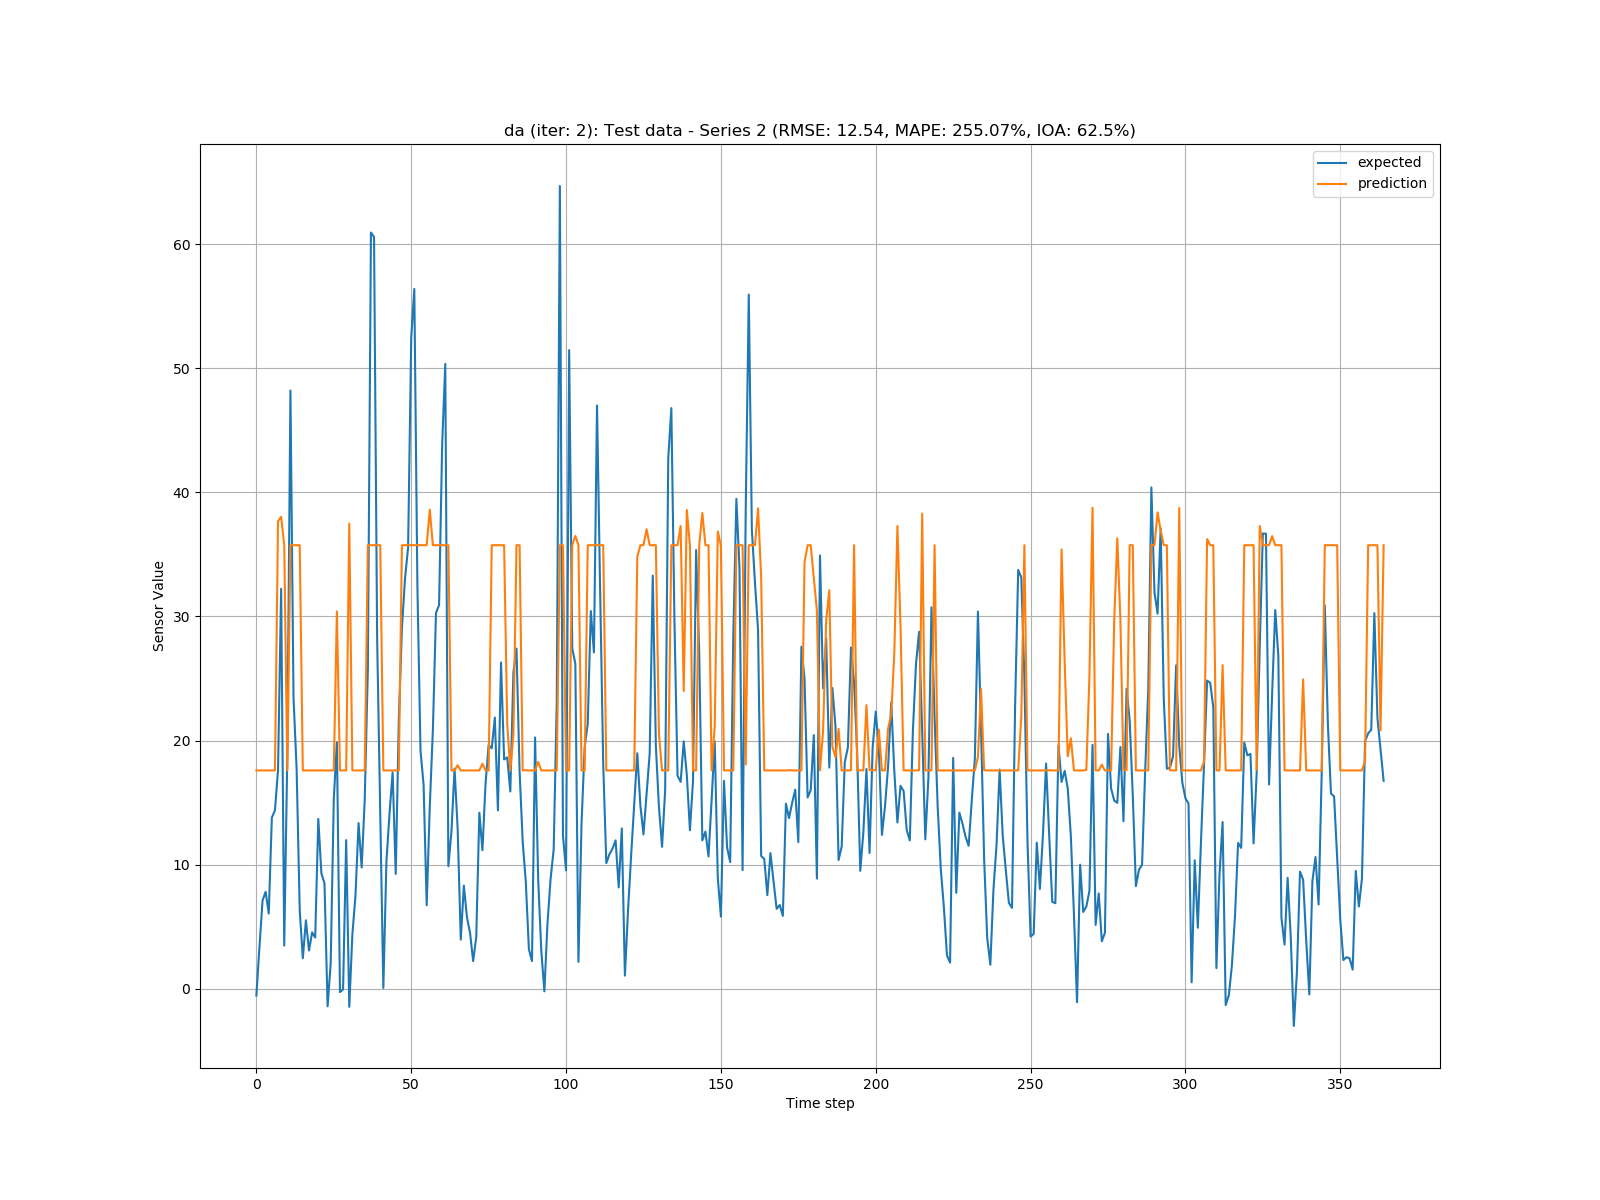 da (iter: 2): Test data - Series 2 (RMSE: 12.54, MAPE: 255.07%, IOA: 62.5%)
expected
prediction
60
50
40
30
20
10
0
Sensor Value
0 50 100 150 200 250 300 350
Time step